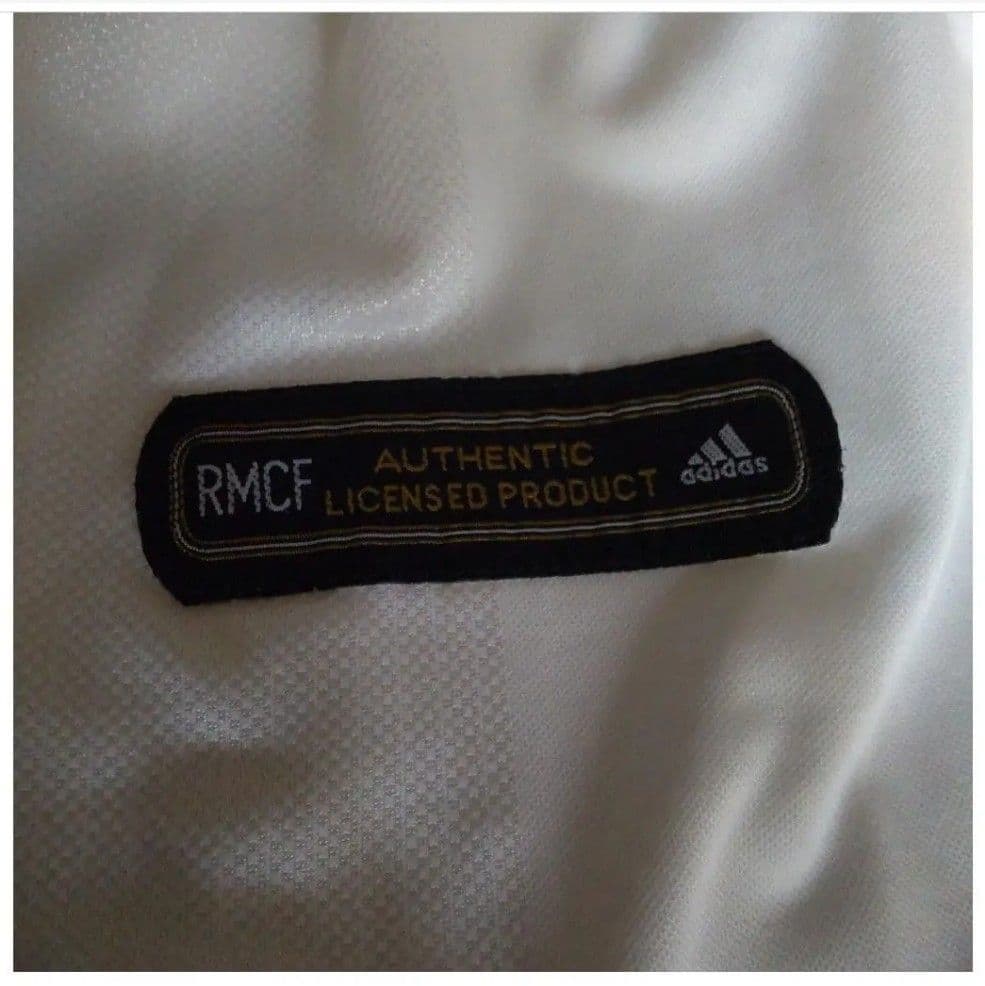 RMCF
AUTHENTIC
LICENSED PRODUCT
adidas